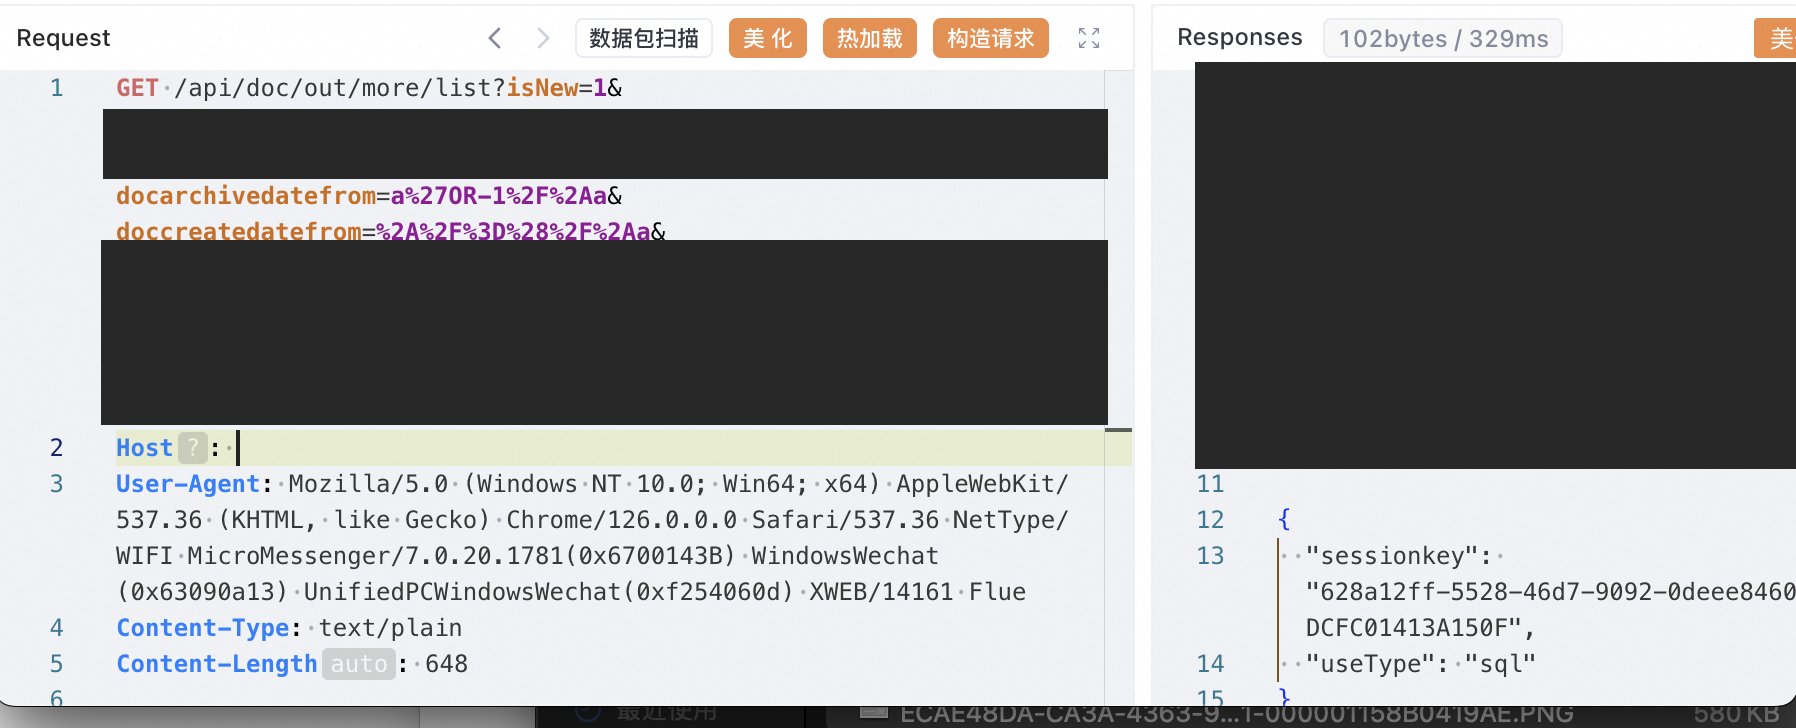 Request
数据包扫描
美 化
热加载
构造请求
Responses
102bytes / 329ms
美
1 GET /api/doc/out/more/list?isNew=1&
docarchivedatefrom=a%27OR-1%2F%2Aa&
doccreatedatefrom=%2A%2F%3D%28%2F%2Aa&
2 Host ? :
3 User-Agent: Mozilla/5.0 (Windows NT 10.0; Win64; x64) AppleWebKit/
537.36 (KHTML, like Gecko) Chrome/126.0.0.0 Safari/537.36 NetType/
WIFI MicroMessenger/7.0.20.1781(0x6700143B) WindowsWechat
(0x63090a13) UnifiedPCWindowsWechat(0xf254060d) XWEB/14161 Flue
4 Content-Type: text/plain
5 Content-Length auto : 648
6
11
12 {
13 "sessionkey":
"628a12ff-5528-46d7-9092-0deee8460
DCFC01413A150F",
14 "useType": "sql"
15 }
最近使用
ECAE48DA-CA3A-4363-9...1-000001158B0419AE.PNG
580 KB